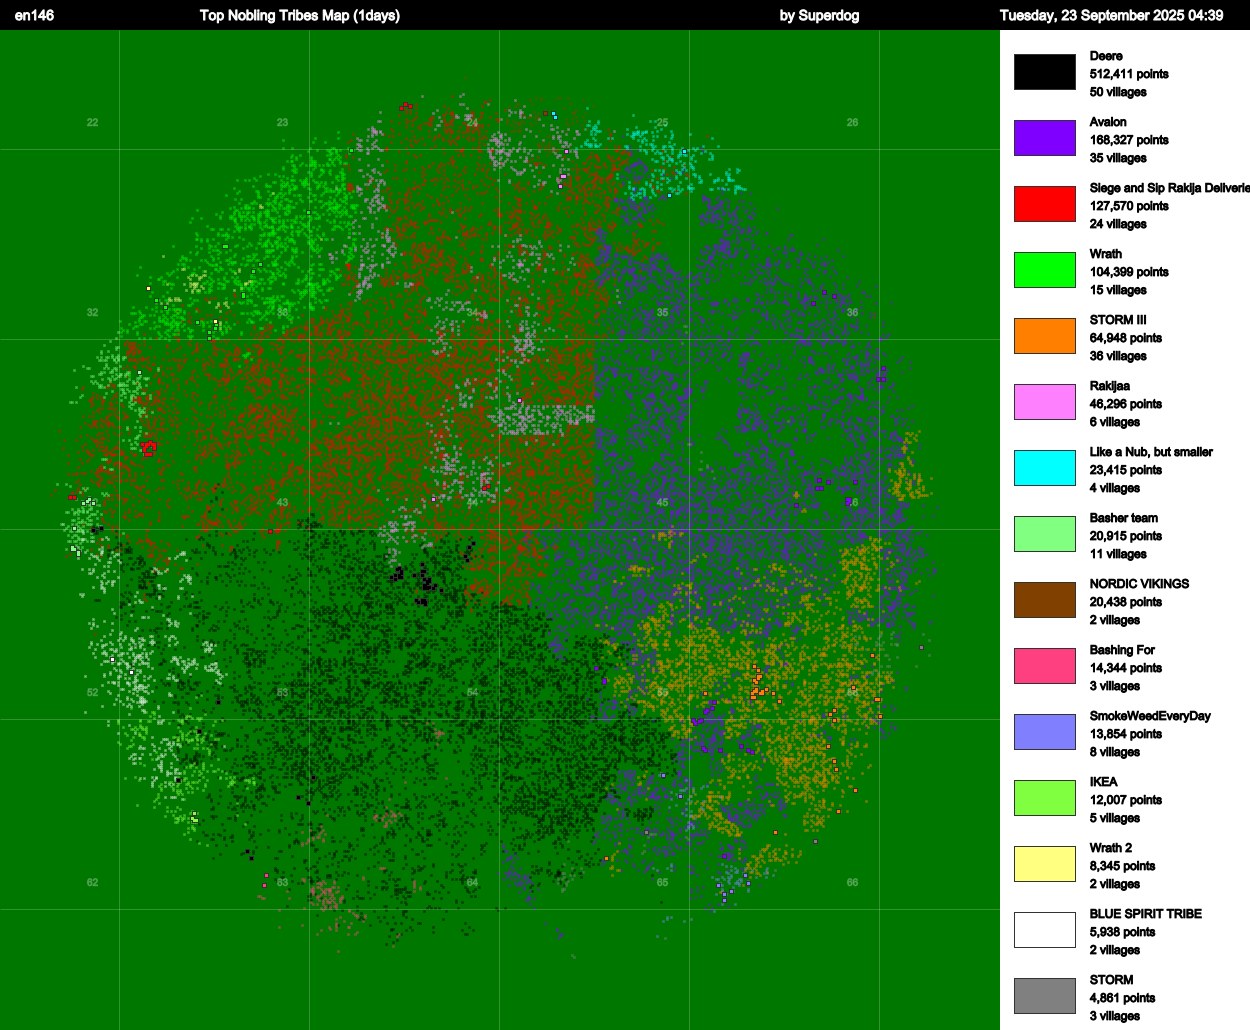 en146 Top Nobling Tribes Map (1days) by Superdog Tuesday, 23 September 2025 04:39
Deere
512,411 points
50 villages
Avalon
168,327 points
35 villages
Siege and Sip Rakija Deliverie
127,570 points
24 villages
Wrath
104,399 points
15 villages
STORM III
64,948 points
36 villages
Rakijaa
46,296 points
6 villages
Like a Nub, but smaller
23,415 points
4 villages
Basher team
20,915 points
11 villages
NORDIC VIKINGS
20,438 points
2 villages
Bashing For
14,344 points
3 villages
SmokeWeedEveryDay
13,854 points
8 villages
IKEA
12,007 points
5 villages
Wrath 2
8,345 points
2 villages
BLUE SPIRIT TRIBE
5,938 points
2 villages
STORM
4,861 points
3 villages
22 23 24 25 26
32 33 34 35 36
43 45 46
52 53 54 55
62 63 64 65 66